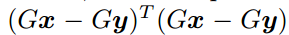 (Gx − Gy)ᵀ(Gx − Gy)